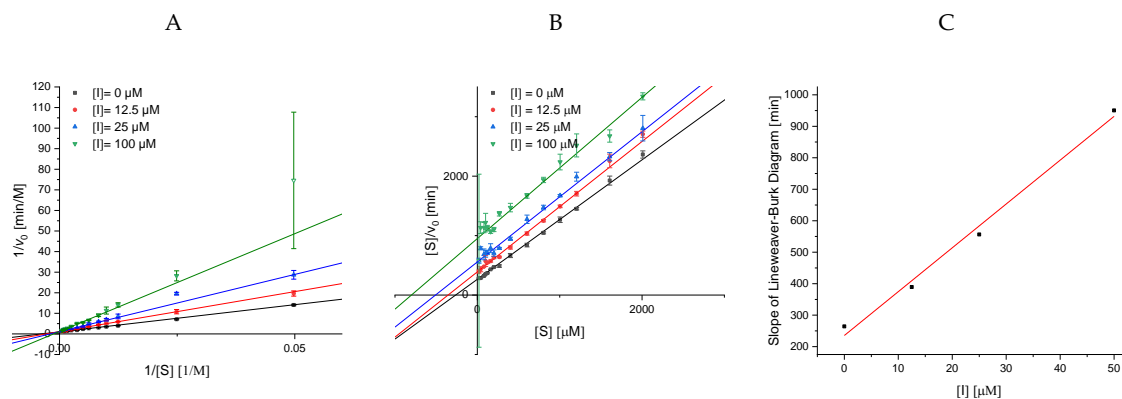 A
B
C
120
110
100
90
80
70
60
50
40
30
20
10
0
-10
0.00
0.05
1/v₀ [min/M]
1/[S] [1/M]
[I]= 0 µM
[I]= 12.5 µM
[I]= 25 µM
[I]= 100 µM
[S]/v₀ [min]
2000
0
0
2000
[S] [µM]
[I]= 0 µM
[I]= 12.5 µM
[I]= 25 µM
[I]= 100 µM
Slope of Lineweaver-Burk Diagram [min]
1000
900
800
700
600
500
400
300
200
0
10
20
30
40
50
[I] [µM]